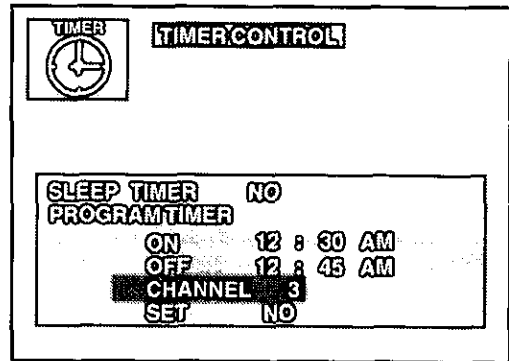 TIMER
TIMER CONTROL
SLEEP TIMER NO
PROGRAM TIMER
ON 12 : 30 AM
OFF 12 : 45 AM
CHANNEL 3
SET NO